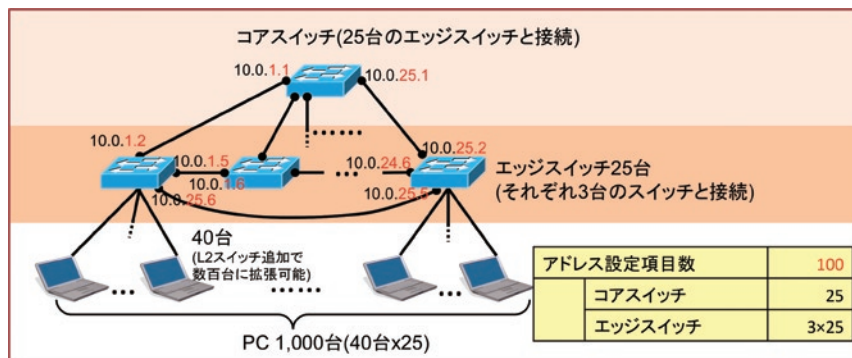 コアスイッチ(25台のエッジスイッチと接続)
10.0.1.1
10.0.25.1
10.0.1.2
10.0.25.2
10.0.1.5
10.0.24.6
10.0.1.6
10.0.25.5
10.0.25.6
エッジスイッチ25台
(それぞれ3台のスイッチと接続)
40台
(L2スイッチ追加で
数百台に拡張可能)
PC 1,000台(40台x25)
アドレス設定項目数 100
コアスイッチ 25
エッジスイッチ 3×25